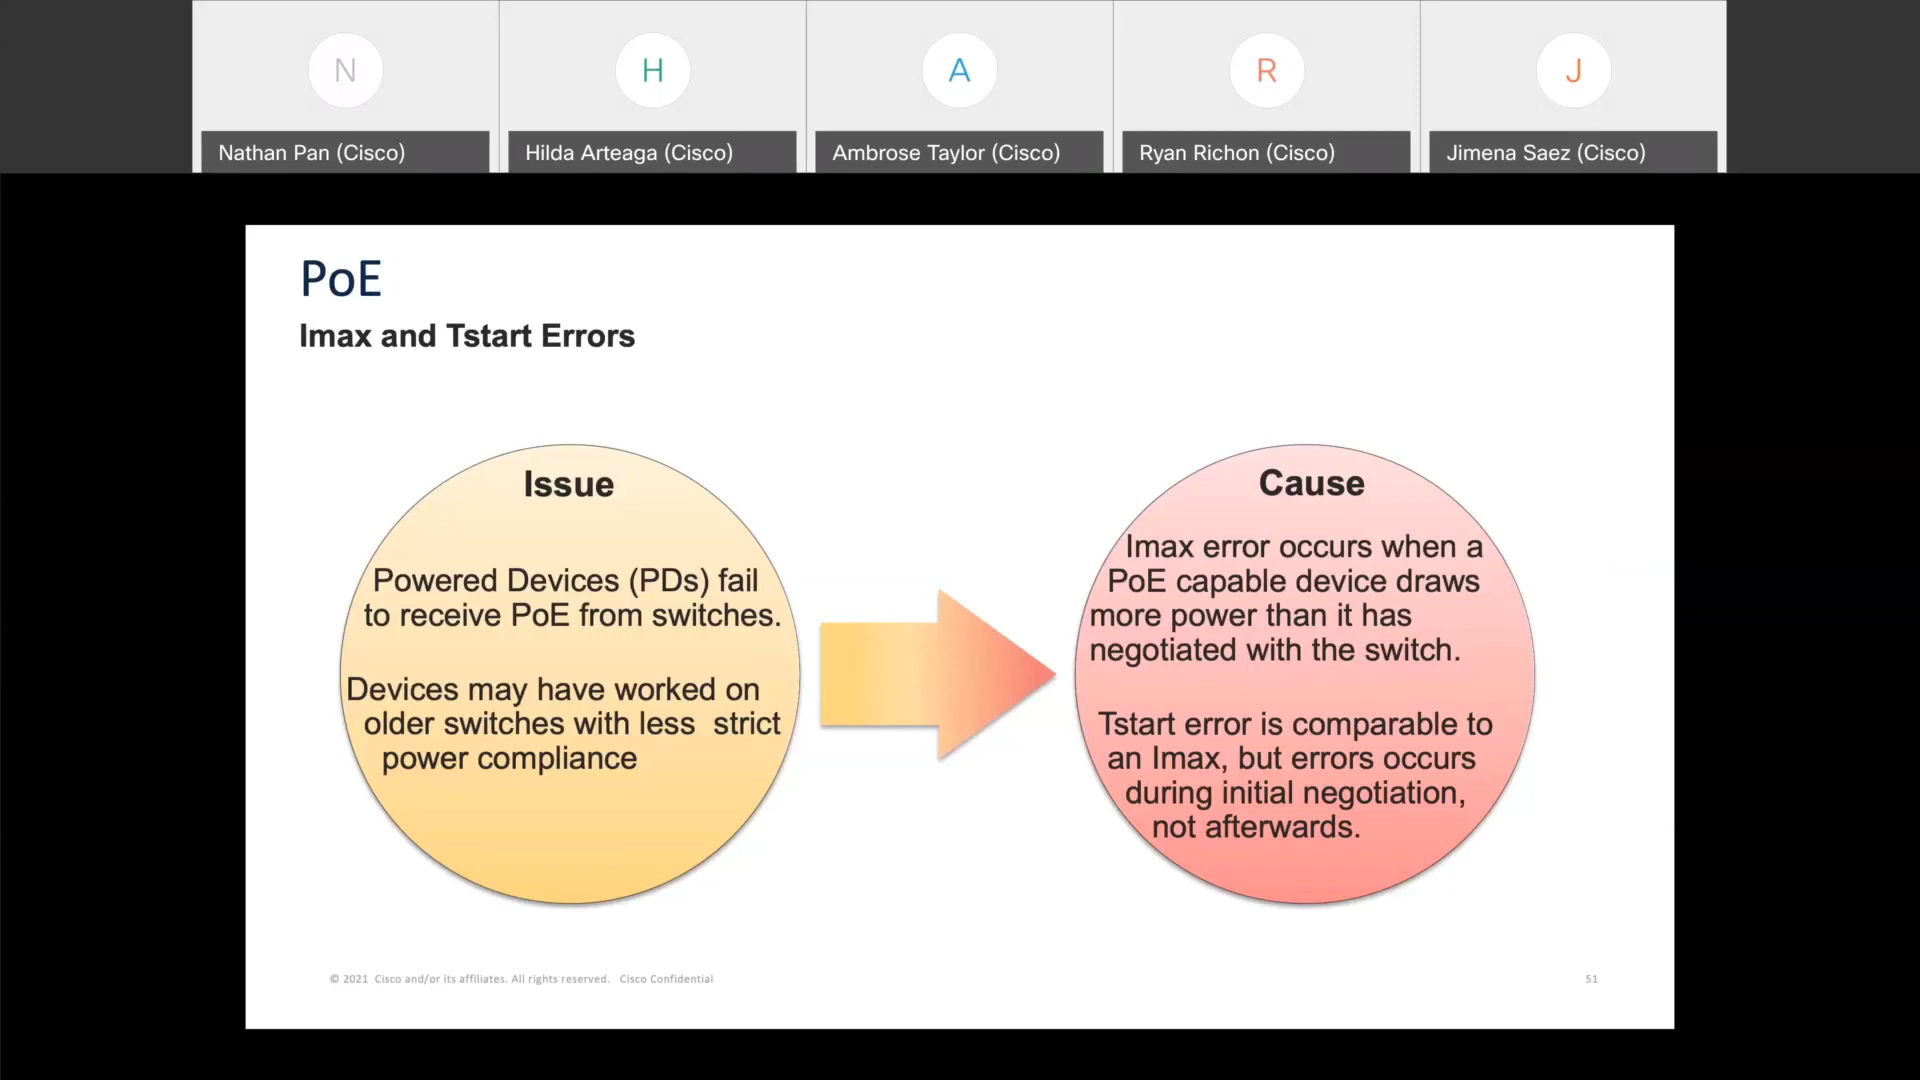 N
H
A
R
J
Nathan Pan (Cisco)
Hilda Arteaga (Cisco)
Ambrose Taylor (Cisco)
Ryan Richon (Cisco)
Jimena Saez (Cisco)
PoE
Imax and Tstart Errors
Issue
Powered Devices (PDs) fail
to receive PoE from switches.
Devices may have worked on
older switches with less  strict
power compliance
Cause
Imax error occurs when a
PoE capable device draws
more power than it has
negotiated with the switch.
Tstart error is comparable to
an Imax, but errors occurs
during initial negotiation,
not afterwards.
© 2021  Cisco and/or its affiliates. All rights reserved.   Cisco Confidential
51